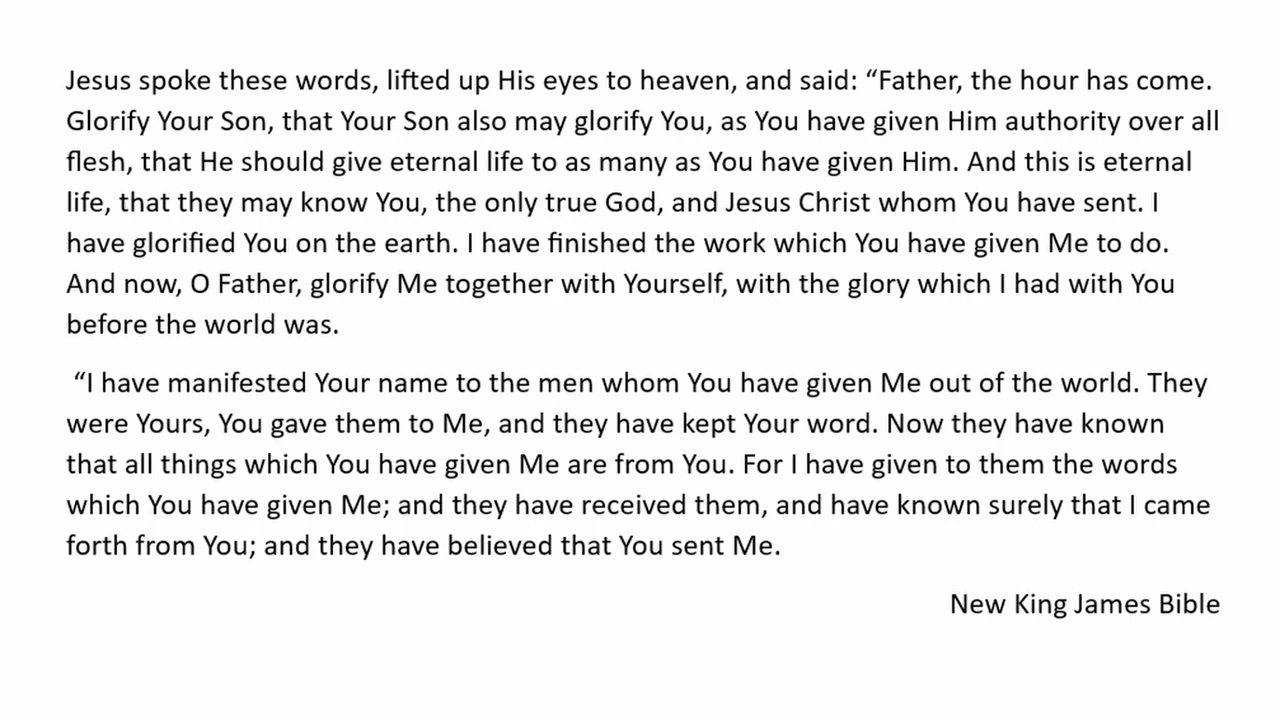 Jesus spoke these words, lifted up His eyes to heaven, and said: “Father, the hour has come.
Glorify Your Son, that Your Son also may glorify You, as You have given Him authority over all
flesh, that He should give eternal life to as many as You have given Him. And this is eternal
life, that they may know You, the only true God, and Jesus Christ whom You have sent. I
have glorified You on the earth. I have finished the work which You have given Me to do.
And now, O Father, glorify Me together with Yourself, with the glory which I had with You
before the world was.
“I have manifested Your name to the men whom You have given Me out of the world. They
were Yours, You gave them to Me, and they have kept Your word. Now they have known
that all things which You have given Me are from You. For I have given to them the words
which You have given Me; and they have received them, and have known surely that I came
forth from You; and they have believed that You sent Me.
New King James Bible